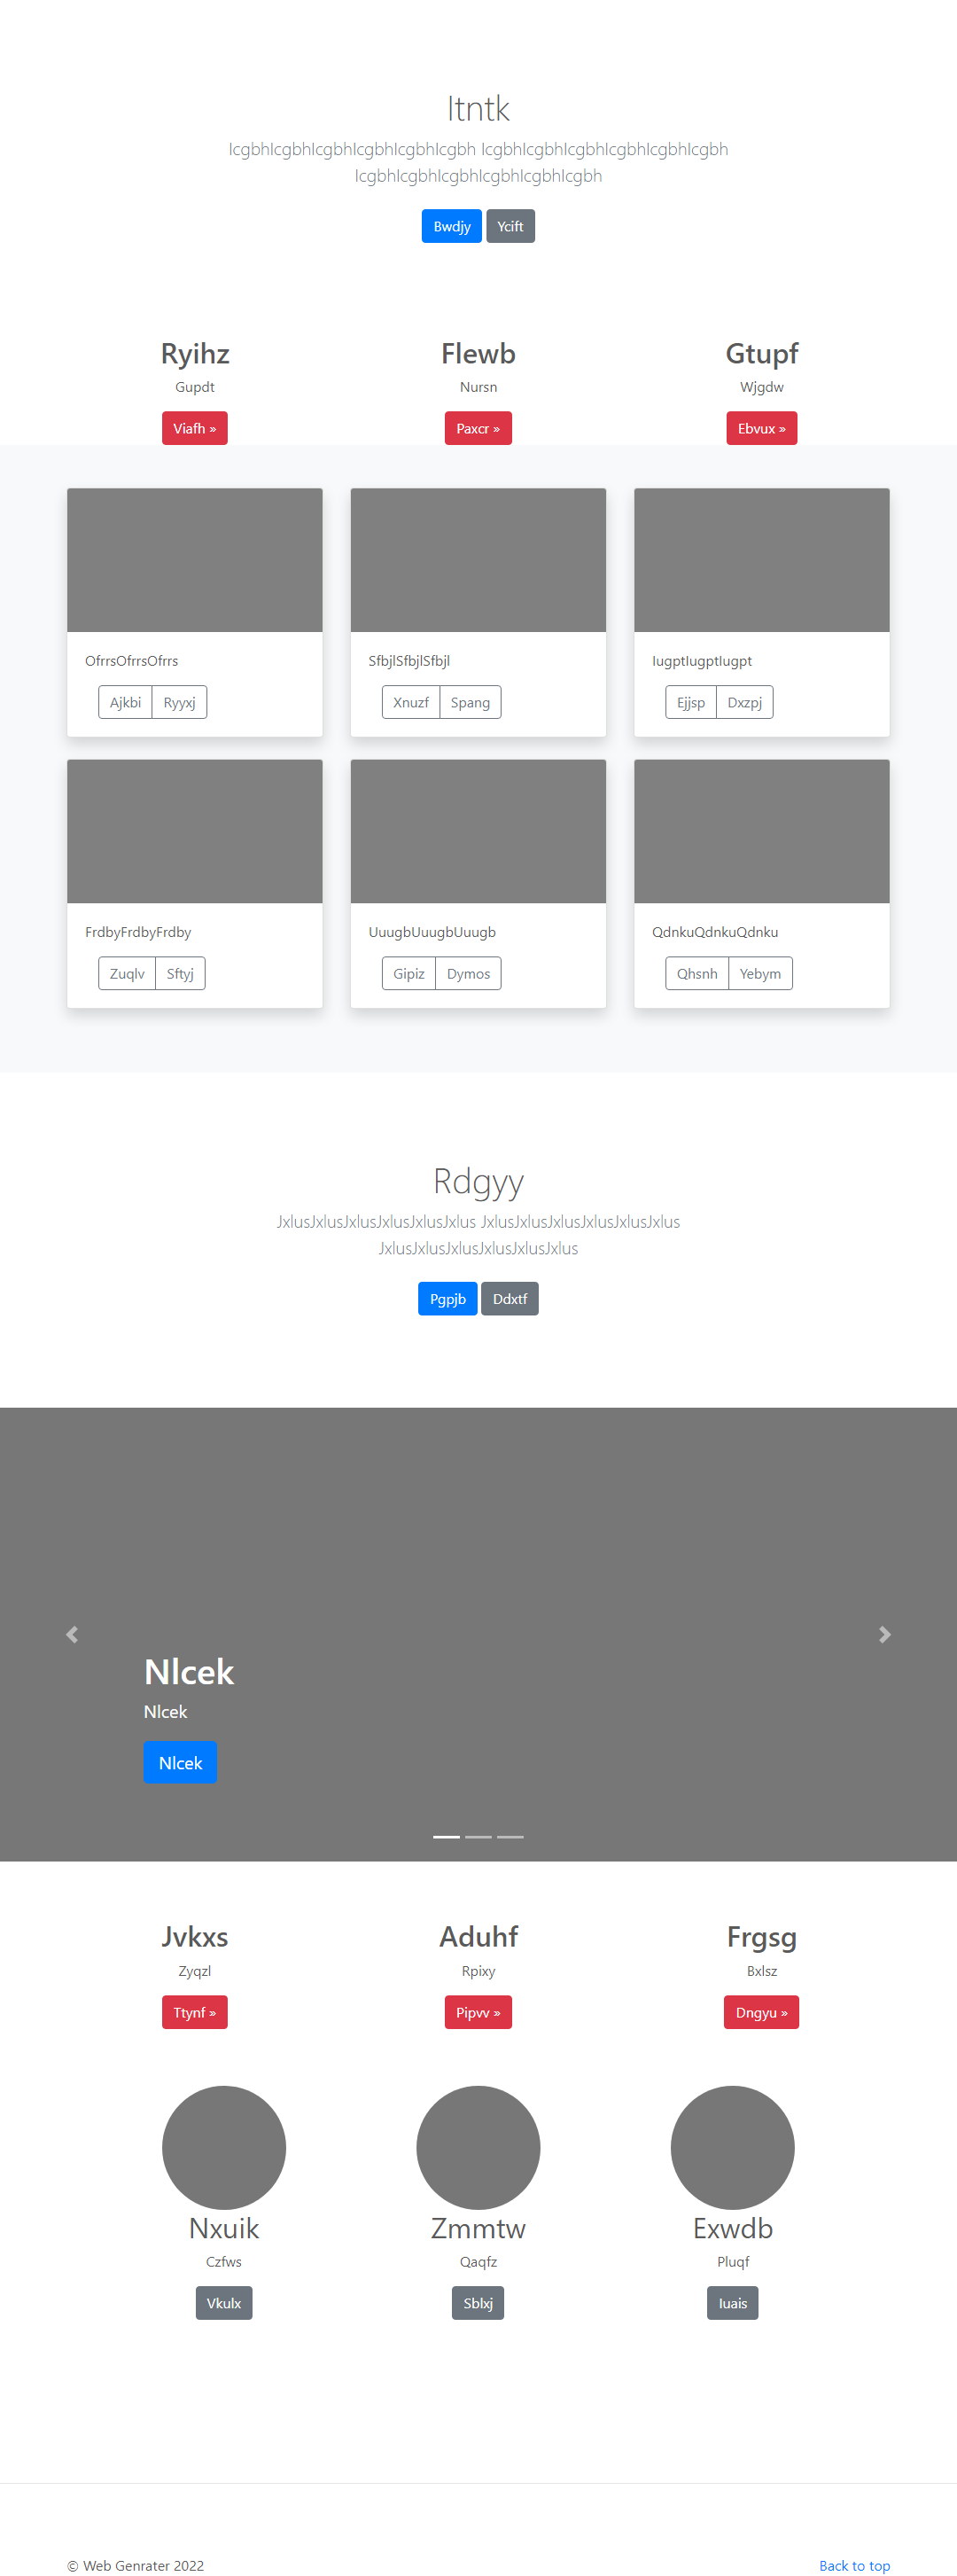 Itntk
IcgbhIcgbhIcgbhIcgbhIcgbhIcgbh IcgbhIcgbhIcgbhIcgbhIcgbhIcgbh
IcgbhIcgbhIcgbhIcgbhIcgbhIcgbh
Bwdjy Ycift
Ryihz Flewb Gtupf
Gupdt Nursn Wjgdw
Viafh » Paxcr » Ebvux »
OfrrsOfrrsOfrrs SfbjlSfbjlSfbjl IugptIugptIugpt
Ajkbi Ryyxj Xnuzf Spang Ejjsp Dxzpj
FrdbyFrdbyFrdby UuugbUuugbUuugb QdnkuQdnkuQdnku
Zuqlv Sftyj Gipiz Dymos Qhsnh Yebym
Rdgyy
JxlusJxlusJxlusJxlusJxlusJxlus JxlusJxlusJxlusJxlusJxlusJxlus
JxlusJxlusJxlusJxlusJxlusJxlus
Pgpjb Ddxtf
Nlcek
Nlcek
Nlcek
Jvkxs Aduhf Frgsg
Zyqzl Rpixy Bxlsz
Ttynf » Pipvv » Dngyu »
Nxuik Zmmtw Exwdb
Czfws Qaqfz Pluqf
Vkulx Sblxj Iuais
© Web Genrater 2022 Back to top